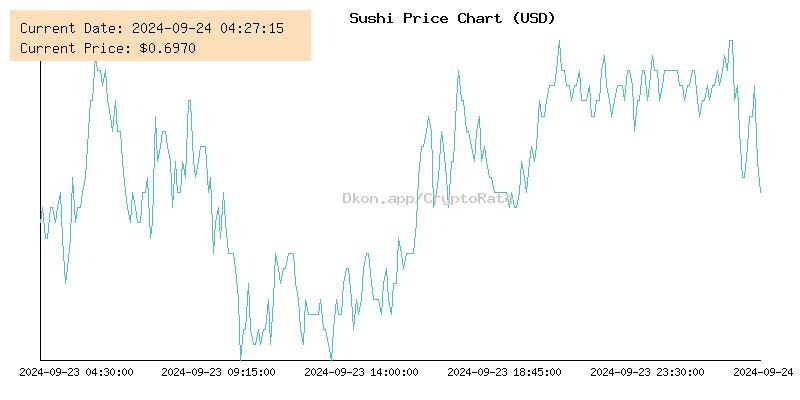 Sushi Price Chart (USD)
Current Date: 2024-09-24 04:27:15
Current Price: $0.6970
Dkon.app/CryptoRate
2024-09-23 04:30:00
2024-09-23 09:15:00
2024-09-23 14:00:00
2024-09-23 18:45:00
2024-09-23 23:30:00
2024-09-24